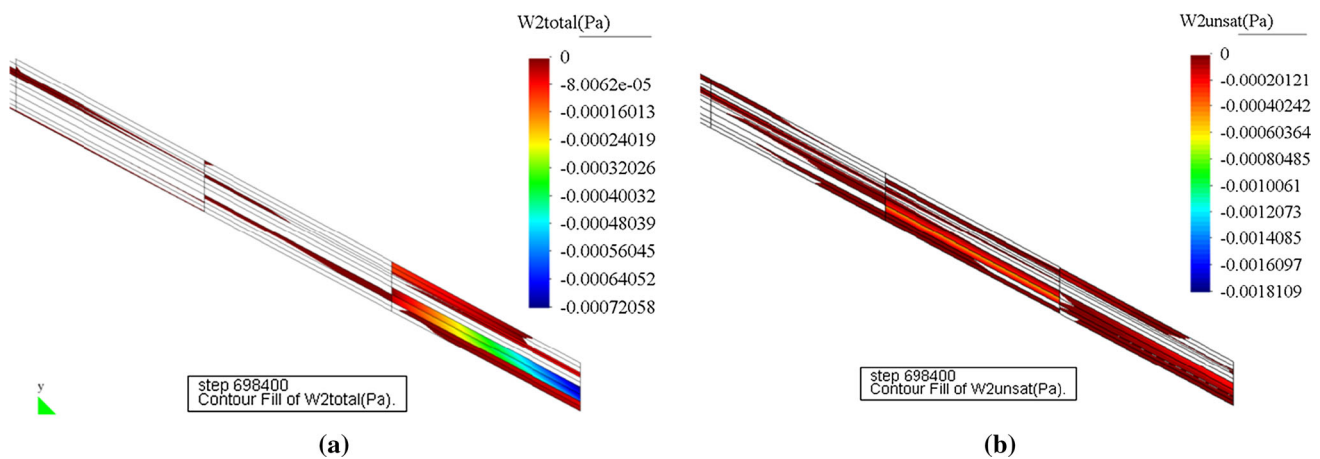 W2total(Pa)
0
-8.0062e-05
-0.00016013
-0.00024019
-0.00032026
-0.00040032
-0.00048039
-0.00056045
-0.00064052
-0.00072058
y
step 698400
Contour Fill of W2total(Pa).
(a)
W2unsat(Pa)
0
-0.00020121
-0.00040242
-0.00060364
-0.00080485
-0.0010061
-0.0012073
-0.0014085
-0.0016097
-0.0018109
step 698400
Contour Fill of W2unsat(Pa).
(b)